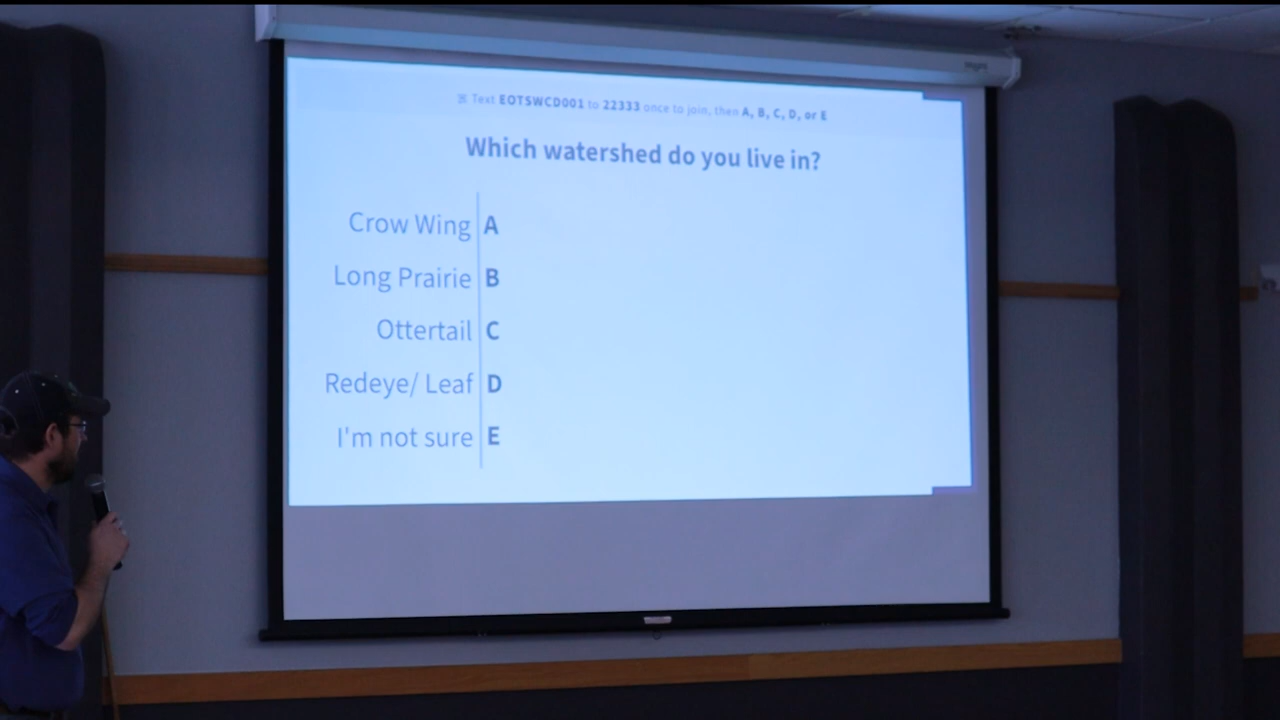 Text EOTSWCD001 to 22333 once to join, then A, B, C, D, or E
Which watershed do you live in?
Crow Wing A
Long Prairie B
Ottertail C
Redeye/ Leaf D
I'm not sure E